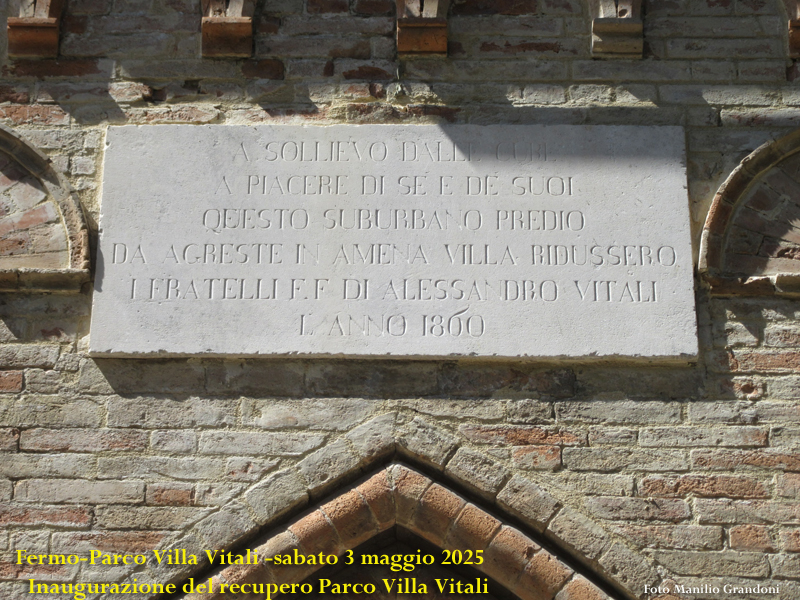 A SOLLIEVO DALLE CURE
A PIACERE DI SÉ E DE SUOI
QUESTO SUBURBANO PREDIO
DA AGRESTE IN AMENA VILLA RIDUSSERO
I FRATELLI F.F. DI ALESSANDRO VITALI
L' ANNO 1860
Fermo-Parco Villa Vitali -sabato 3 maggio 2025
Inaugurazione del recupero Parco Villa Vitali
Foto Manilio Grandoni